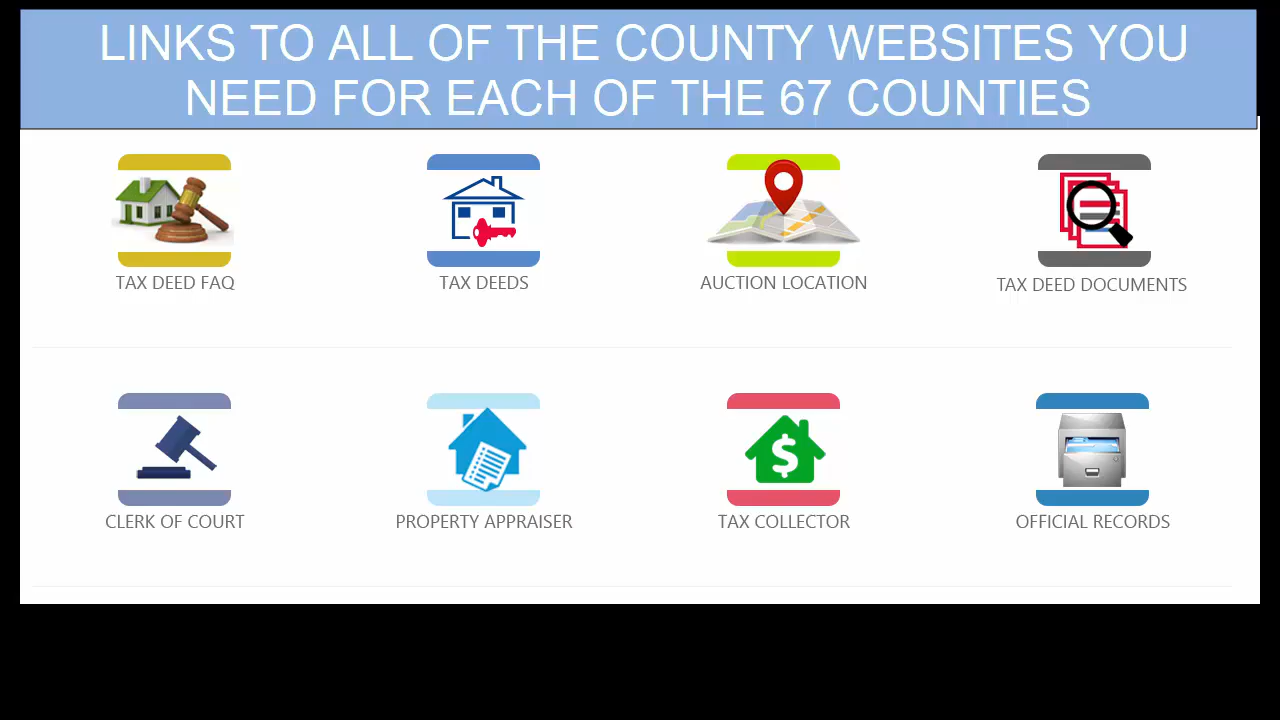 LINKS TO ALL OF THE COUNTY WEBSITES YOU
NEED FOR EACH OF THE 67 COUNTIES
TAX DEED FAQ
TAX DEEDS
AUCTION LOCATION
TAX DEED DOCUMENTS
CLERK OF COURT
PROPERTY APPRAISER
$
TAX COLLECTOR
OFFICIAL RECORDS